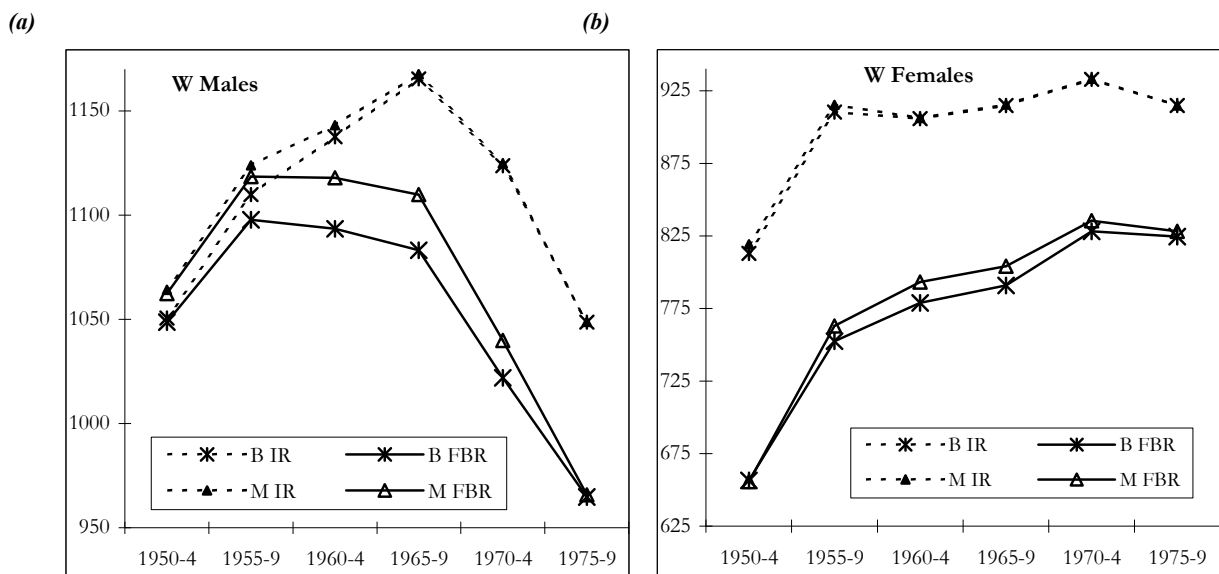 (a)
W Males
1150
1100
1050
1000
950
B IR
B FBR
M IR
M FBR
1950-4 1955-9 1960-4 1965-9 1970-4 1975-9
(b)
W Females
925
875
825
775
725
675
625
B IR
B FBR
M IR
M FBR
1950-4 1955-9 1960-4 1965-9 1970-4 1975-9